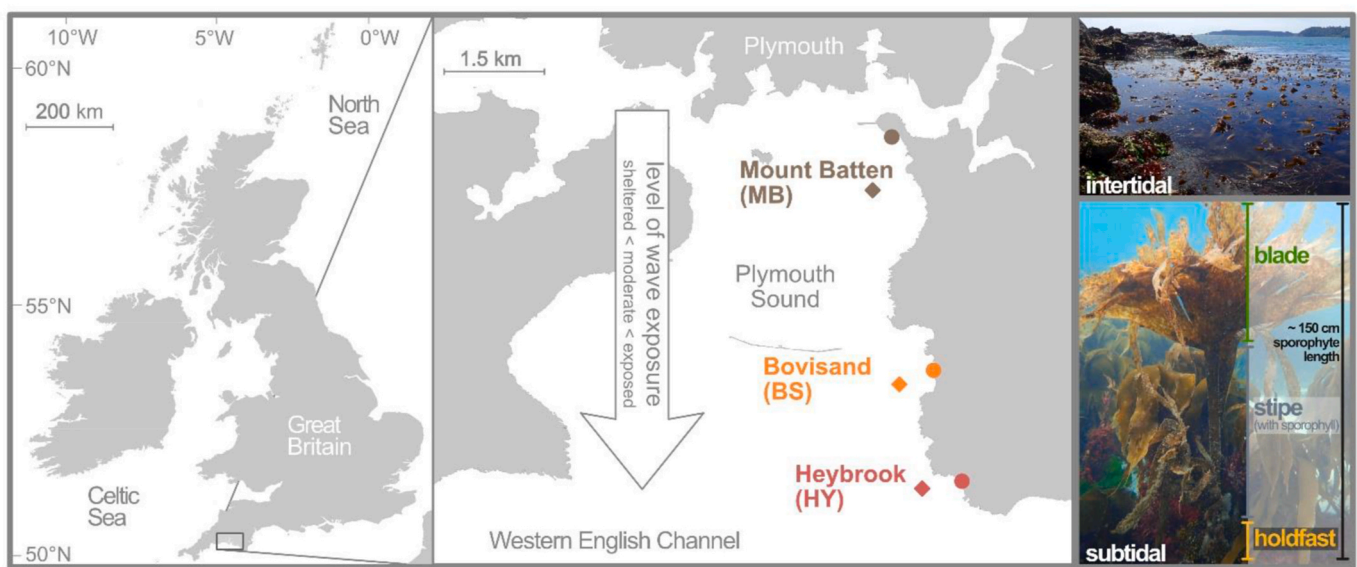 10°W
5°W
0°W
60°N
200 km
North
Sea
55°N
Great
Britain
Celtic
Sea
50°N
1.5 km
Plymouth
level of wave exposure
sheltered < moderate < exposed
Mount Batten
(MB)
Plymouth
Sound
Bovisand
(BS)
Heybrook
(HY)
Western English Channel
intertidal
blade
~ 150 cm
sporophyte
length
stipe
(with sporophyll)
holdfast
subtidal